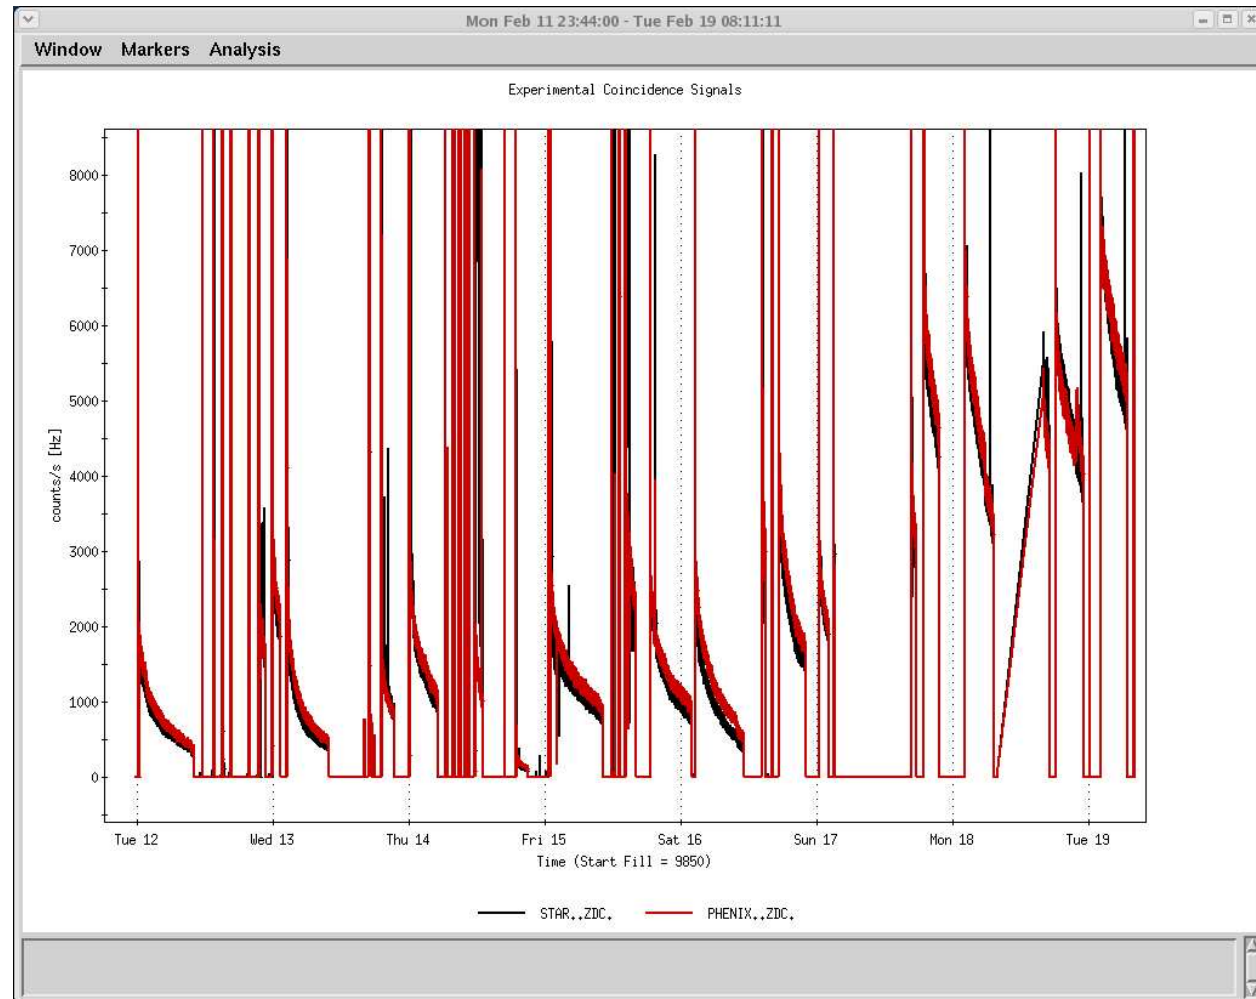 Mon Feb 11 23:44:00 - Tue Feb 19 08:11:11
Window Markers Analysis
Experimental Coincidence Signals
8000
7000
6000
5000
4000
3000
2000
1000
0
counts/s [Hz]
Tue 12 Wed 13 Thu 14 Fri 15 Sat 16 Sun 17 Mon 18 Tue 19
Time (Start Fill = 9850)
STAR..ZDC. PHENIX..ZDC.